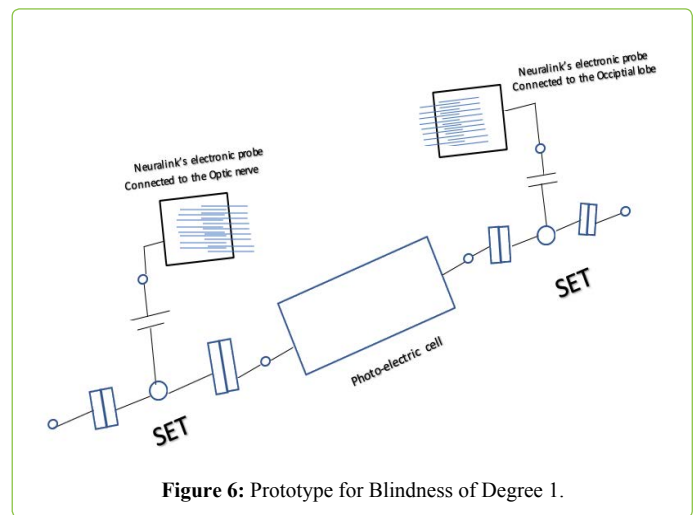 Neuralink's electronic probe
Connected to the Occiptial lobe
Neuralink's electronic probe
Connected to the Optic nerve
SET
Photo-electric cell
SET
Figure 6: Prototype for Blindness of Degree 1.